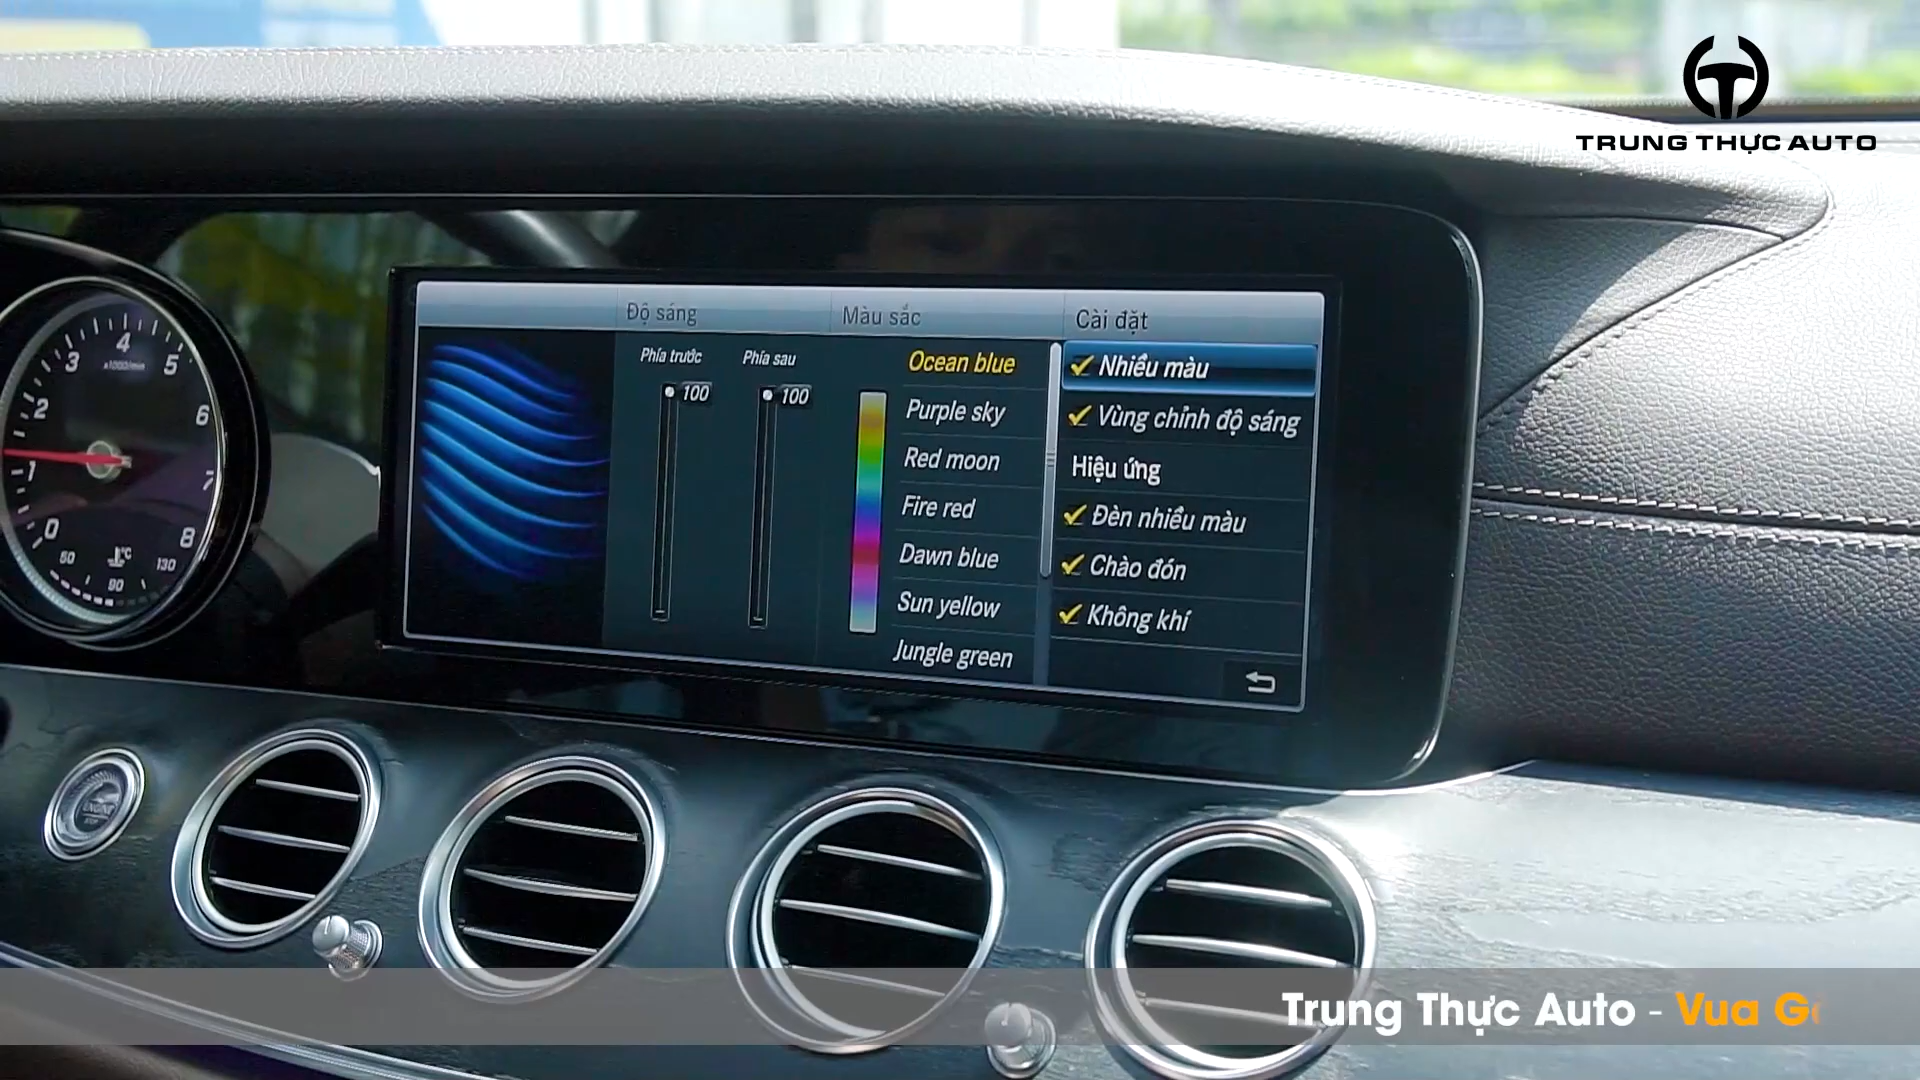 TRUNG THỰC AUTO
Độ sáng
Màu sắc
Cài đặt
Phía trước
Phía sau
100
100
Ocean blue
Purple sky
Red moon
Fire red
Dawn blue
Sun yellow
Jungle green
Nhiều màu
Vùng chỉnh độ sáng
Hiệu ứng
Đèn nhiều màu
Chào đón
Không khí
0
1
2
3
4
5
6
7
8
x1000/min
50
90
130
°C
ENGINE
STOP
Trung Thực Auto - Vua G